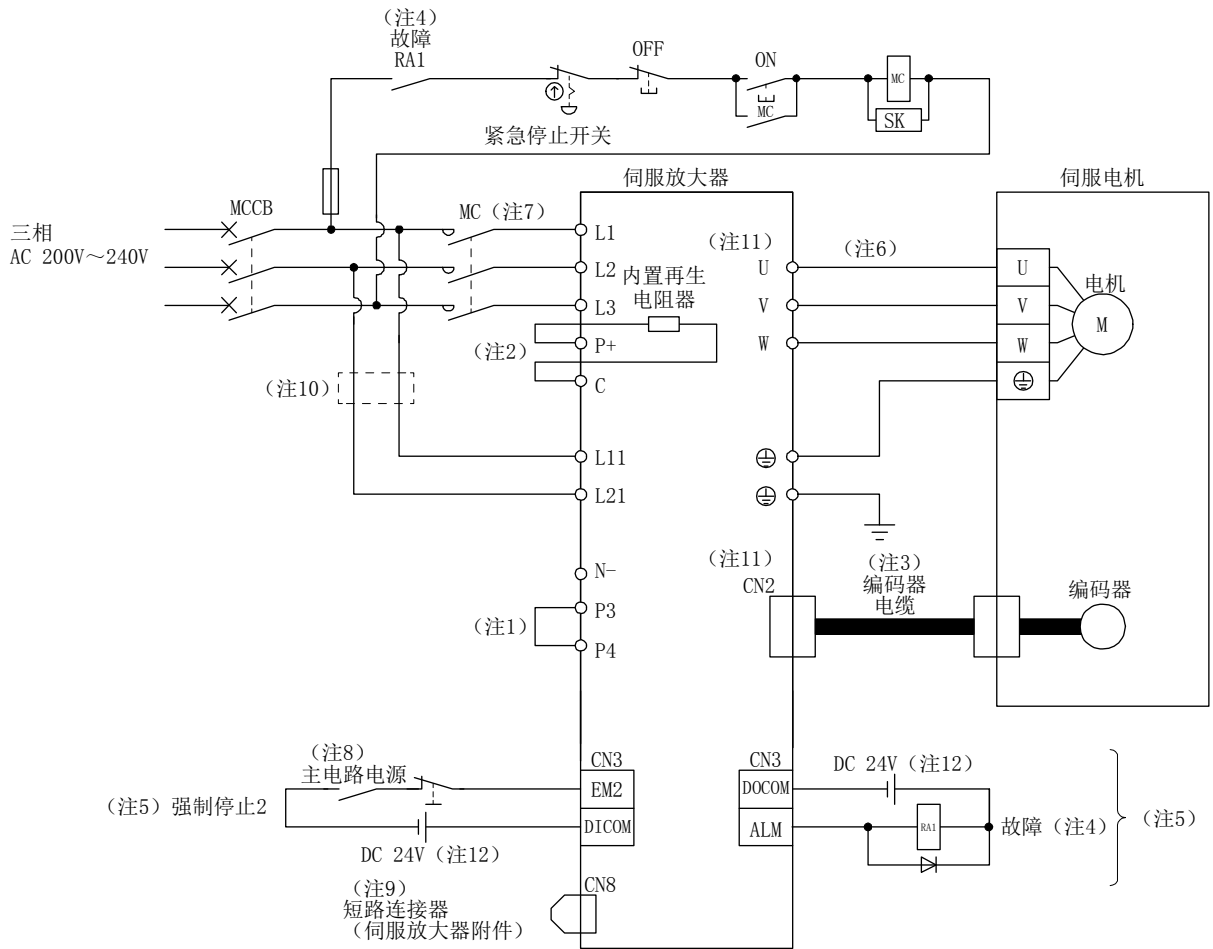 （注4）
故障
RA1
OFF
ON
MC
MC
SK
紧急停止开关
伺服放大器
伺服电机
三相
AC 200V～240V
MCCB
MC（注7）
L1
L2
L3
内置再生
电阻器
（注2）
P+
C
（注10）
L11
L21
N-
P3
（注1）
P4
（注11）
U
V
W
（注6）
U
V
W
电机
M
（注11）
CN2
（注3）
编码器
电缆
编码器
（注8）
主电路电源
（注5）强制停止2
CN3
EM2
DICOM
DC 24V（注12）
（注9）
短路连接器
（伺服放大器附件）
CN8
CN3
DOCOM
ALM
DC 24V（注12）
RA1
故障（注4）
（注5）